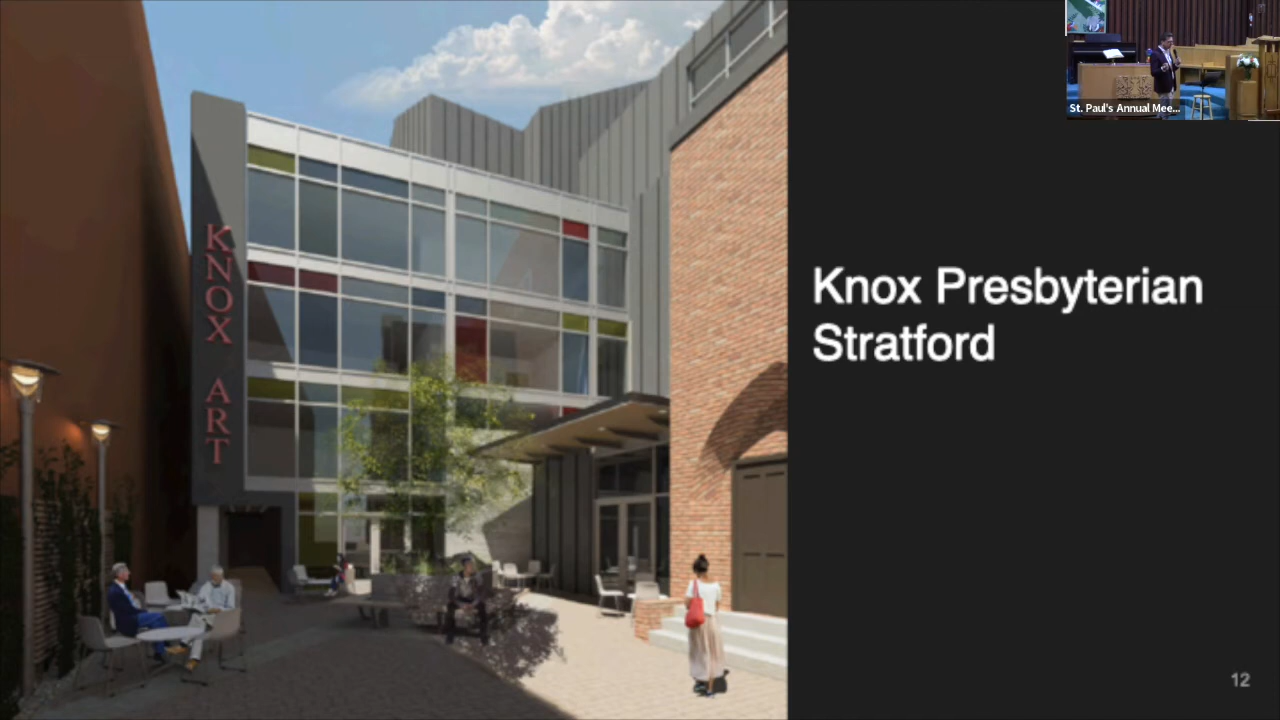 St. Paul's Annual Mee...
KNOX ART
Knox Presbyterian
Stratford
12